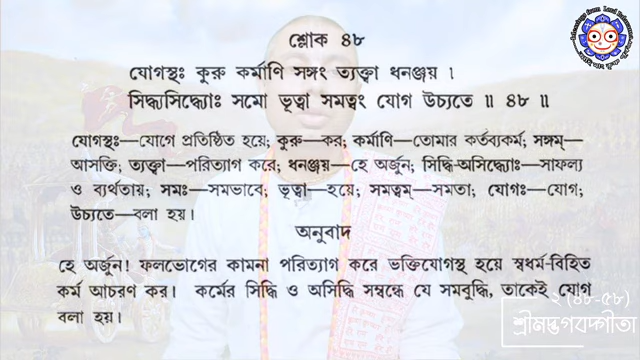 শ্লোক ৪৮
যোগস্থঃ কুরু কর্মাণি সঙ্গং ত্যক্ত্বা ধনঞ্জয় ।
সিদ্ধ্যসিদ্ধ্যোঃ সমো ভূত্বা সমত্বং যোগ উচ্যতে ॥ ৪৮ ॥
যোগস্থঃ—যোগে প্রতিষ্ঠিত হয়ে; কুরু—কর; কর্মাণি—তোমার কর্তব্যকর্ম; সঙ্গম্—
আসক্তি; ত্যক্ত্বা—পরিত্যাগ করে; ধনঞ্জয়—হে অর্জুন; সিদ্ধি-অসিদ্ধ্যোঃ—সাফল্য
ও ব্যর্থতায়; সমঃ—সমভাবে; ভূত্বা—হয়ে; সমত্বম্—সমতা; যোগঃ—যোগ;
উচ্যতে—বলা হয়।
অনুবাদ
হে অর্জুন! ফলভোগের কামনা পরিত্যাগ করে ভক্তিযোগস্থ হয়ে স্বধর্ম-বিহিত
কর্ম আচরণ কর। কর্মের সিদ্ধি ও অসিদ্ধি সম্বন্ধে যে সমবুদ্ধি, তাকেই যোগ
বলা হয়।
২ (৪৮-৫৮)
শ্রীমদ্ভগবদ্গীতা